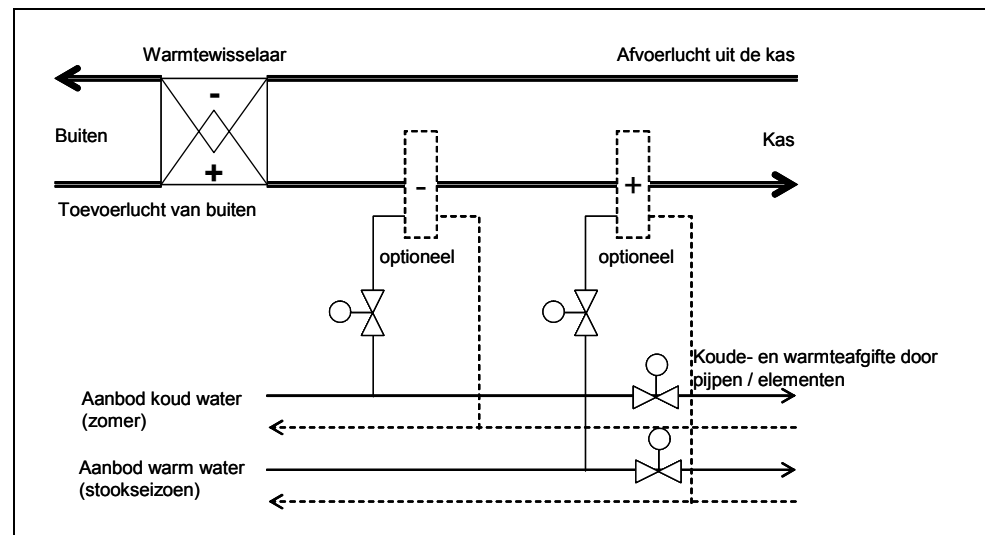 Warmtewisselaar
Afvoerlucht uit de kas
-
Buiten
Kas
+
-
+
Toevoerlucht van buiten
optioneel
optioneel
Koude- en warmteafgifte door
pijpen / elementen
Aanbod koud water
(zomer)
Aanbod warm water
(stookseizoen)